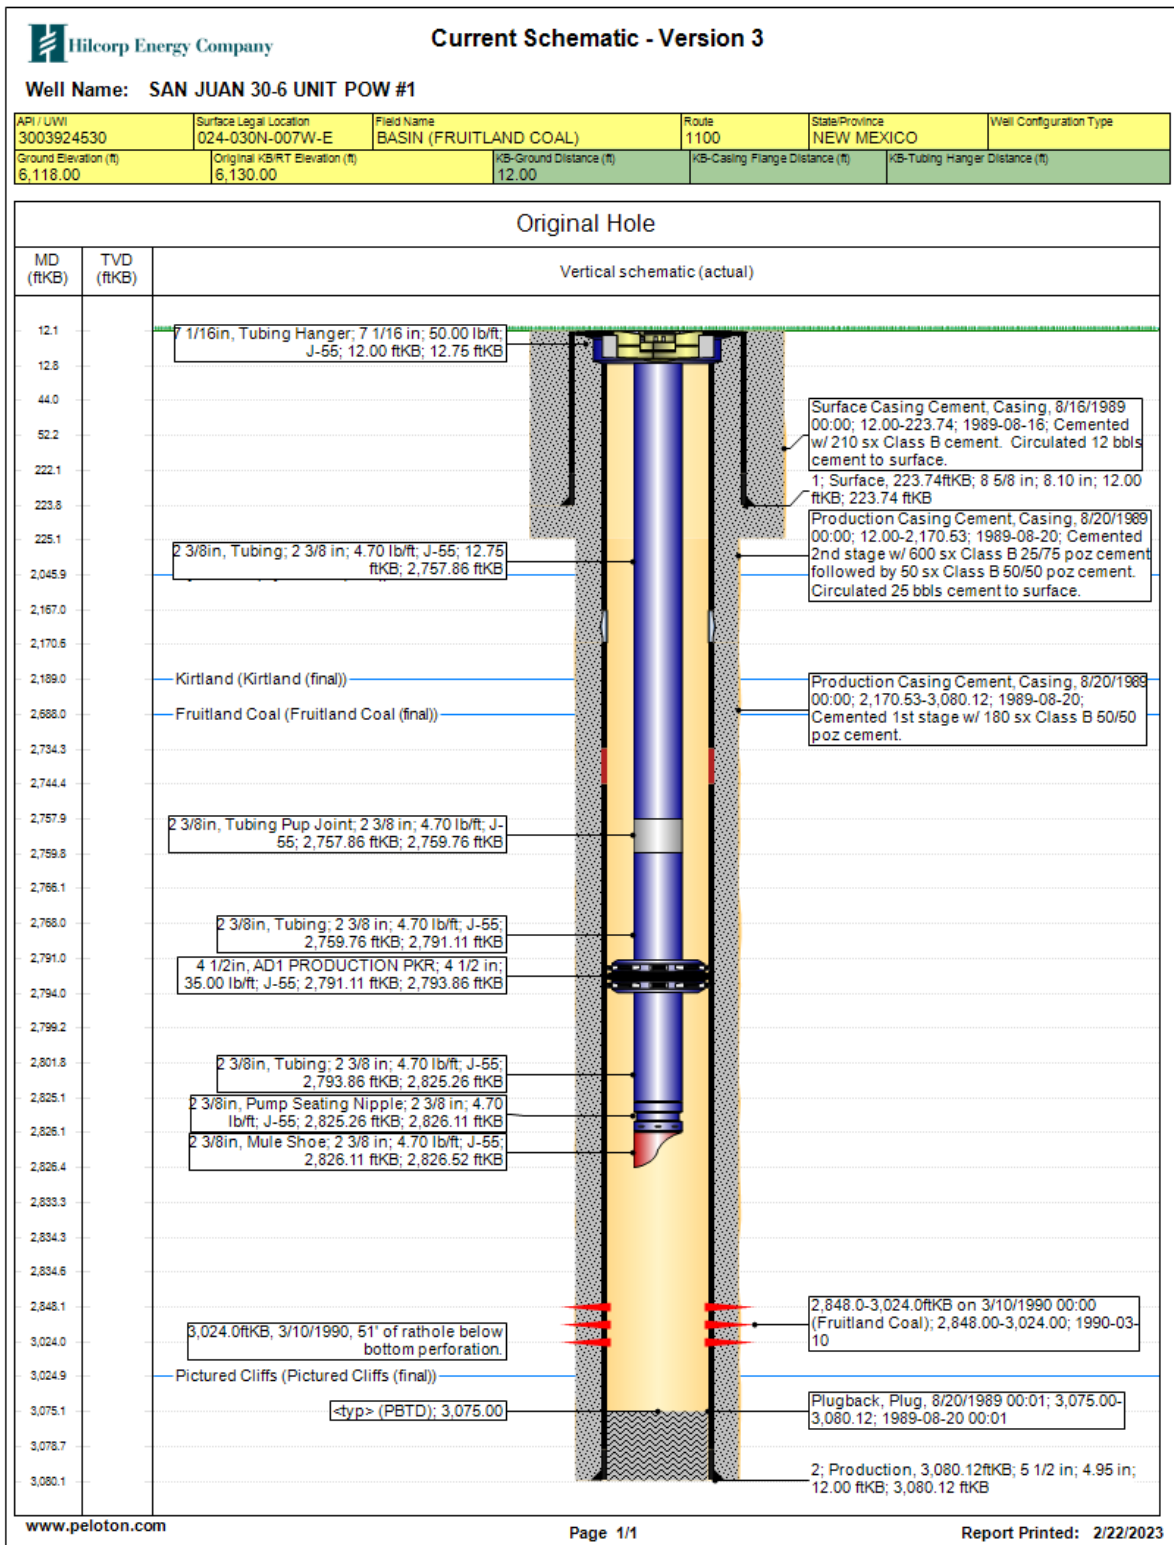 Hilcorp Energy Company
Current Schematic - Version 3
Well Name: SAN JUAN 30-6 UNIT POW #1
API / UWI
3003924530
Surface Legal Location
024-030N-007W-E
Field Name
BASIN (FRUITLAND COAL)
Route
1100
State/Province
NEW MEXICO
Well Configuration Type
Ground Elevation (ft)
6,118.00
Original KB/RT Elevation (ft)
6,130.00
KB-Ground Distance (ft)
12.00
KB-Casing Flange Distance (ft)
KB-Tubing Hanger Distance (ft)
Original Hole
MD
(ftKB)
TVD
(ftKB)
Vertical schematic (actual)
12.1
12.8
44.0
52.2
222.1
223.8
225.1
2,045.9
2,167.0
2,170.6
2,189.0
2,688.0
2,734.3
2,744.4
2,757.9
2,759.8
2,766.1
2,768.0
2,791.0
2,794.0
2,799.2
2,801.8
2,825.1
2,826.1
2,826.4
2,833.3
2,834.3
2,834.6
2,848.1
3,024.0
3,024.9
3,075.1
3,078.7
3,080.1
7 1/16in, Tubing Hanger; 7 1/16 in; 50.00 lb/ft;
J-55; 12.00 ftKB; 12.75 ftKB
2 3/8in, Tubing; 2 3/8 in; 4.70 lb/ft; J-55; 12.75
ftKB; 2,757.86 ftKB
Kirtland (Kirtland (final))
Fruitland Coal (Fruitland Coal (final))
2 3/8in, Tubing Pup Joint; 2 3/8 in; 4.70 lb/ft; J-
55; 2,757.86 ftKB; 2,759.76 ftKB
2 3/8in, Tubing; 2 3/8 in; 4.70 lb/ft; J-55;
2,759.76 ftKB; 2,791.11 ftKB
4 1/2in, AD1 PRODUCTION PKR; 4 1/2 in;
35.00 lb/ft; J-55; 2,791.11 ftKB; 2,793.86 ftKB
2 3/8in, Tubing; 2 3/8 in; 4.70 lb/ft; J-55;
2,793.86 ftKB; 2,825.26 ftKB
2 3/8in, Pump Seating Nipple; 2 3/8 in; 4.70
lb/ft; J-55; 2,825.26 ftKB; 2,826.11 ftKB
2 3/8in, Mule Shoe; 2 3/8 in; 4.70 lb/ft; J-55;
2,826.11 ftKB; 2,826.52 ftKB
3,024.0ftKB, 3/10/1990, 51' of rathole below
bottom perforation.
Pictured Cliffs (Pictured Cliffs (final))
<typ> (PBTD); 3,075.00
Surface Casing Cement, Casing, 8/16/1989
00:00; 12.00-223.74; 1989-08-16; Cemented
w/ 210 sx Class B cement. Circulated 12 bbls
cement to surface.
1; Surface, 223.74ftKB; 8 5/8 in; 8.10 in; 12.00
ftKB; 223.74 ftKB
Production Casing Cement, Casing, 8/20/1989
00:00; 12.00-2,170.53; 1989-08-20; Cemented
2nd stage w/ 600 sx Class B 25/75 poz cement
followed by 50 sx Class B 50/50 poz cement.
Circulated 25 bbls cement to surface.
Production Casing Cement, Casing, 8/20/1989
00:00; 2,170.53-3,080.12; 1989-08-20;
Cemented 1st stage w/ 180 sx Class B 50/50
poz cement.
2,848.0-3,024.0ftKB on 3/10/1990 00:00
(Fruitland Coal); 2,848.00-3,024.00; 1990-03-
10
Plugback, Plug, 8/20/1989 00:01; 3,075.00-
3,080.12; 1989-08-20 00:01
2; Production, 3,080.12ftKB; 5 1/2 in; 4.95 in;
12.00 ftKB; 3,080.12 ftKB
www.peloton.com
Page 1/1
Report Printed: 2/22/2023